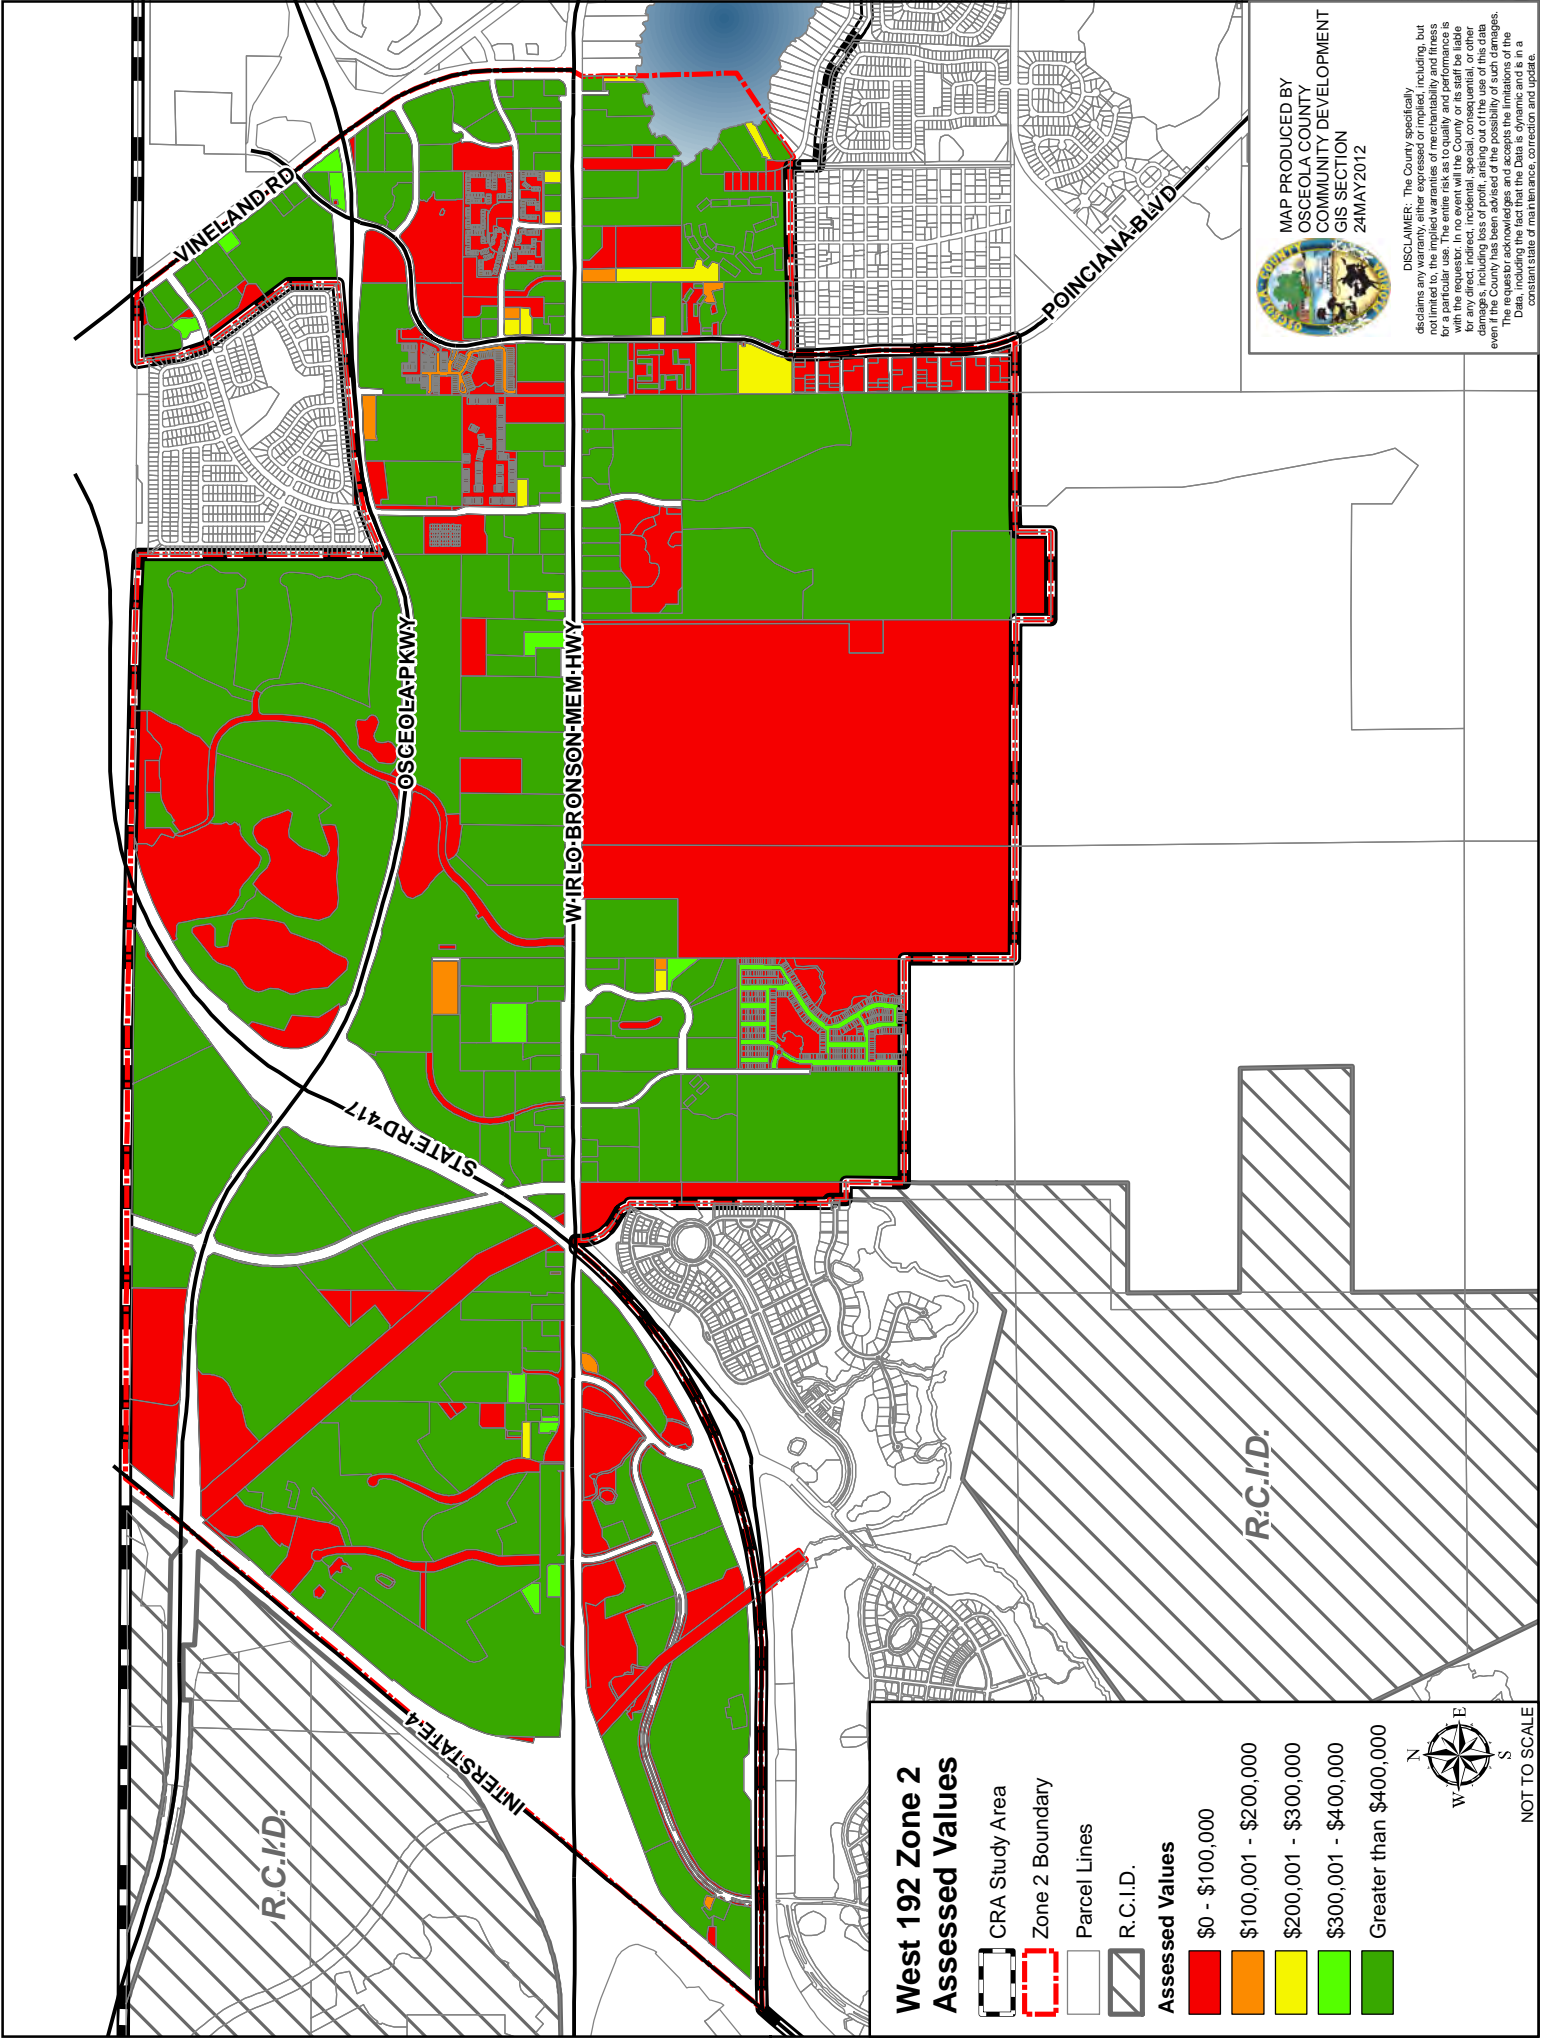 West 192 Zone 2
Assessed Values
CRA Study Area
Zone 2 Boundary
Parcel Lines
R.C.I.D.
Assessed Values
$0 - $100,000
$100,001 - $200,000
$200,001 - $300,000
$300,001 - $400,000
Greater than $400,000
N
W E
S
NOT TO SCALE
R.C.I.D.
R.C.I.D.
INTERSTATE 4
STATE RD 417
W IRLO BRONSON MEM HWY
OSCEOLA PKWY
VINELAND RD
POINCIANA BLVD
MAP PRODUCED BY
OSCEOLA COUNTY
COMMUNITY DEVELOPMENT
GIS SECTION
24MAY2012
DISCLAIMER: The County specifically
disclaims any warranty, either expressed or implied, including, but
not limited to, the implied warranties of merchantability and fitness
for a particular use. The entire risk as to quality and performance is
with the requestor. In no event will the County or its staff be liable
for any direct, indirect, incidental, special, consequential, or other
damages, including loss of profit, arising out of the use of this data
even if the County has been advised of the possibility of such damages.
The requestor acknowledges and accepts the limitations of the
Data, including the fact that the Data is dynamic and is in a
constant state of maintenance, correction and update.